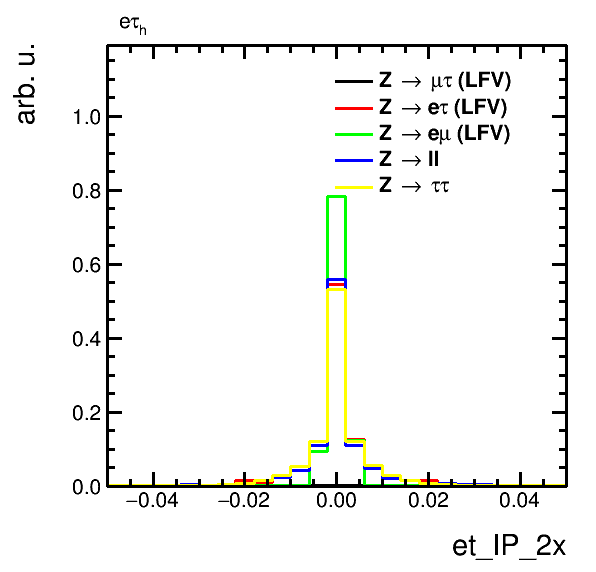 eτh
arb. u.
Z → μτ (LFV)
Z → eτ (LFV)
Z → eμ (LFV)
Z → ll
Z → ττ
1.0
0.8
0.6
0.4
0.2
0.0
−0.04 −0.02 0.00 0.02 0.04
et_IP_2x